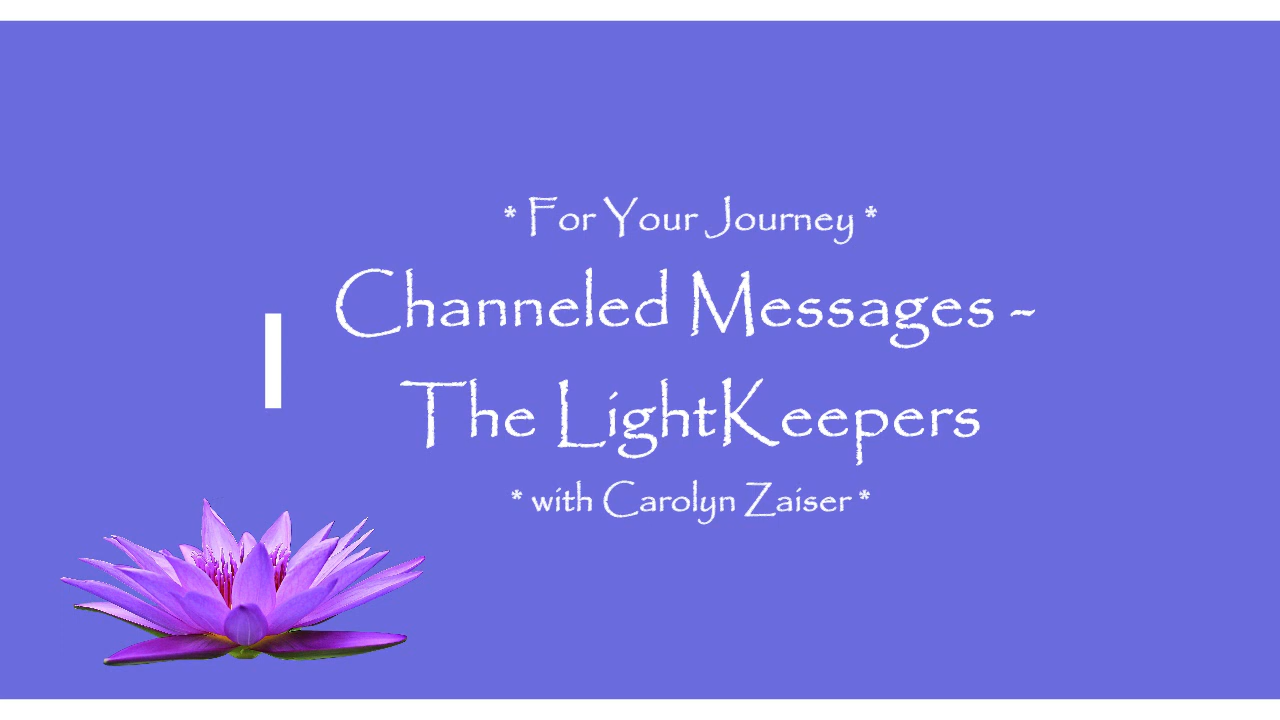 * For Your Journey *
Channeled Messages -
The LightKeepers
* with Carolyn Zaiser *